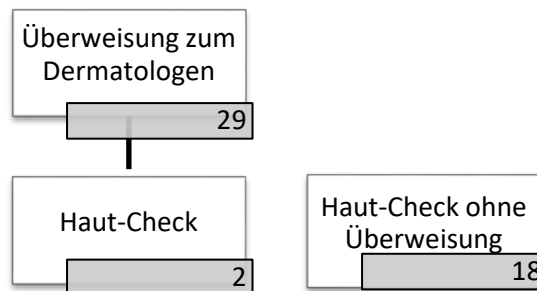 Überweisung zum
Dermatologen
29
Haut-Check
2
Haut-Check ohne
Überweisung
18